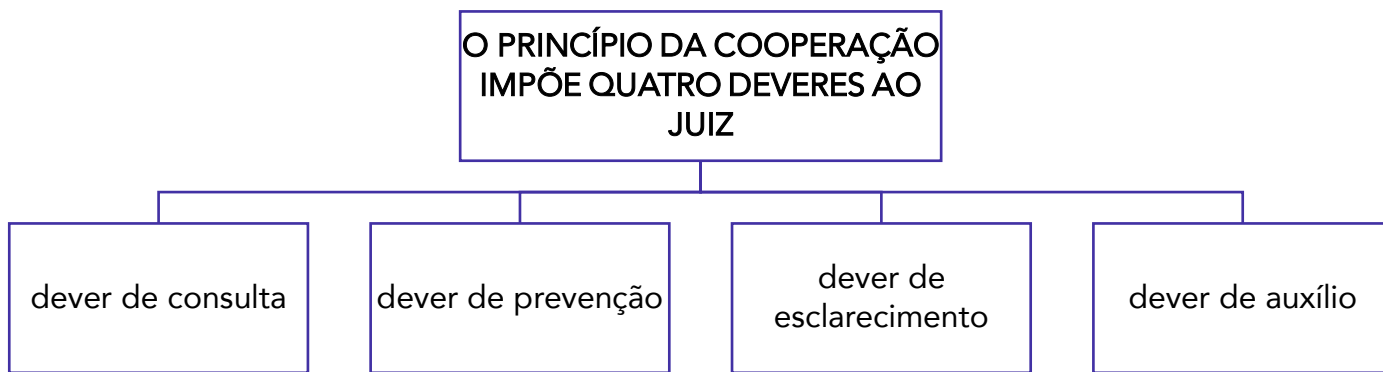 O PRINCÍPIO DA COOPERAÇÃO
IMPÕE QUATRO DEVERES AO
JUIZ
dever de consulta
dever de prevenção
dever de
esclarecimento
dever de auxílio